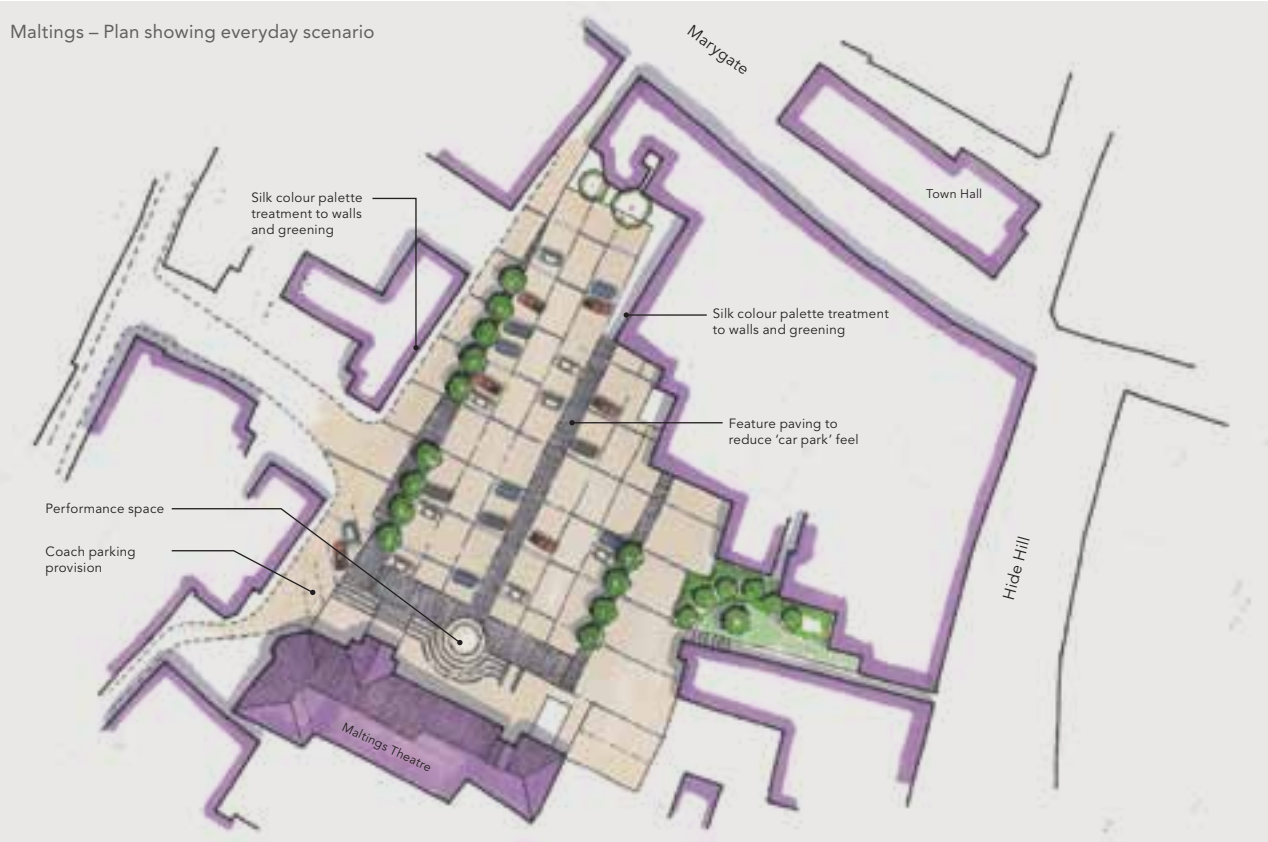 Maltings – Plan showing everyday scenario
Marygate
Town Hall
Silk colour palette
treatment to walls
and greening
Silk colour palette treatment
to walls and greening
Feature paving to
reduce ‘car park’ feel
Performance space
Coach parking
provision
Hide Hill
Maltings Theatre